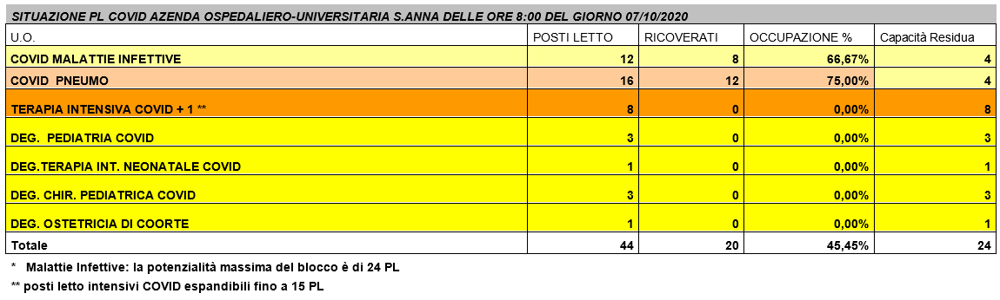 SITUAZIONE PL COVID AZENDA OSPEDALIERO-UNIVERSITARIA S.ANNA DELLE ORE 8:00 DEL GIORNO 07/10/2020
U.O. POSTI LETTO RICOVERATI OCCUPAZIONE % Capacità Residua
COVID MALATTIE INFETTIVE 12 8 66,67% 4
COVID PNEUMO 16 12 75,00% 4
TERAPIA INTENSIVA COVID + 1 ** 8 0 0,00% 8
DEG. PEDIATRIA COVID 3 0 0,00% 3
DEG.TERAPIA INT. NEONATALE COVID 1 0 0,00% 1
DEG. CHIR. PEDIATRICA COVID 3 0 0,00% 3
DEG. OSTETRICIA DI COORTE 1 0 0,00% 1
Totale 44 20 45,45% 24
* Malattie Infettive: la potenzialità massima del blocco è di 24 PL
** posti letto intensivi COVID espandibili fino a 15 PL